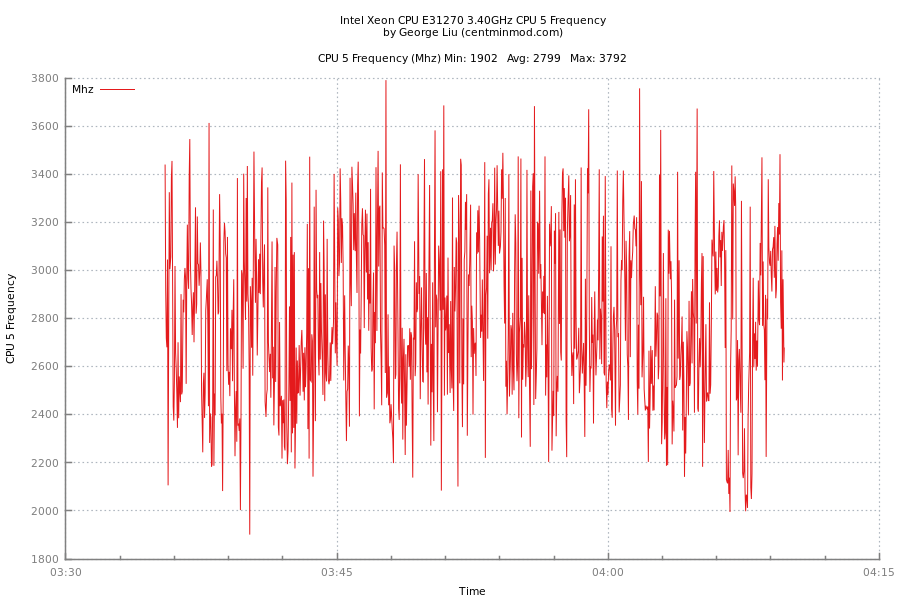 Intel Xeon CPU E31270 3.40GHz CPU 5 Frequency
by George Liu (centminmod.com)
CPU 5 Frequency (Mhz) Min: 1902 Avg: 2799 Max: 3792
Mhz
3800
3600
3400
3200
3000
2800
2600
2400
2200
2000
1800
CPU 5 Frequency
03:30
03:45
04:00
04:15
Time